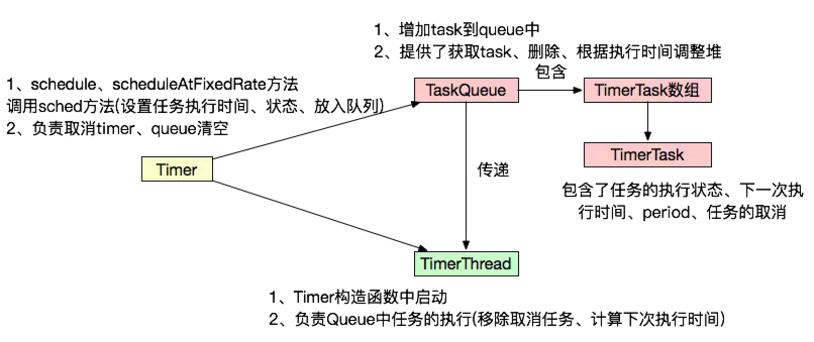 1、增加task到queue中
2、提供了获取task、删除、根据执行时间调整堆
包含
1、schedule、scheduleAtFixedRate方法
调用sched方法(设置任务执行时间、状态、放入队列)
2、负责取消timer、queue清空
TaskQueue
TimerTask数组
Timer
TimerTask
传递
包含了任务的执行状态、下一次执
行时间、period、任务的取消
TimerThread
1、Timer构造函数中启动
2、负责Queue中任务的执行(移除取消任务、计算下次执行时间)